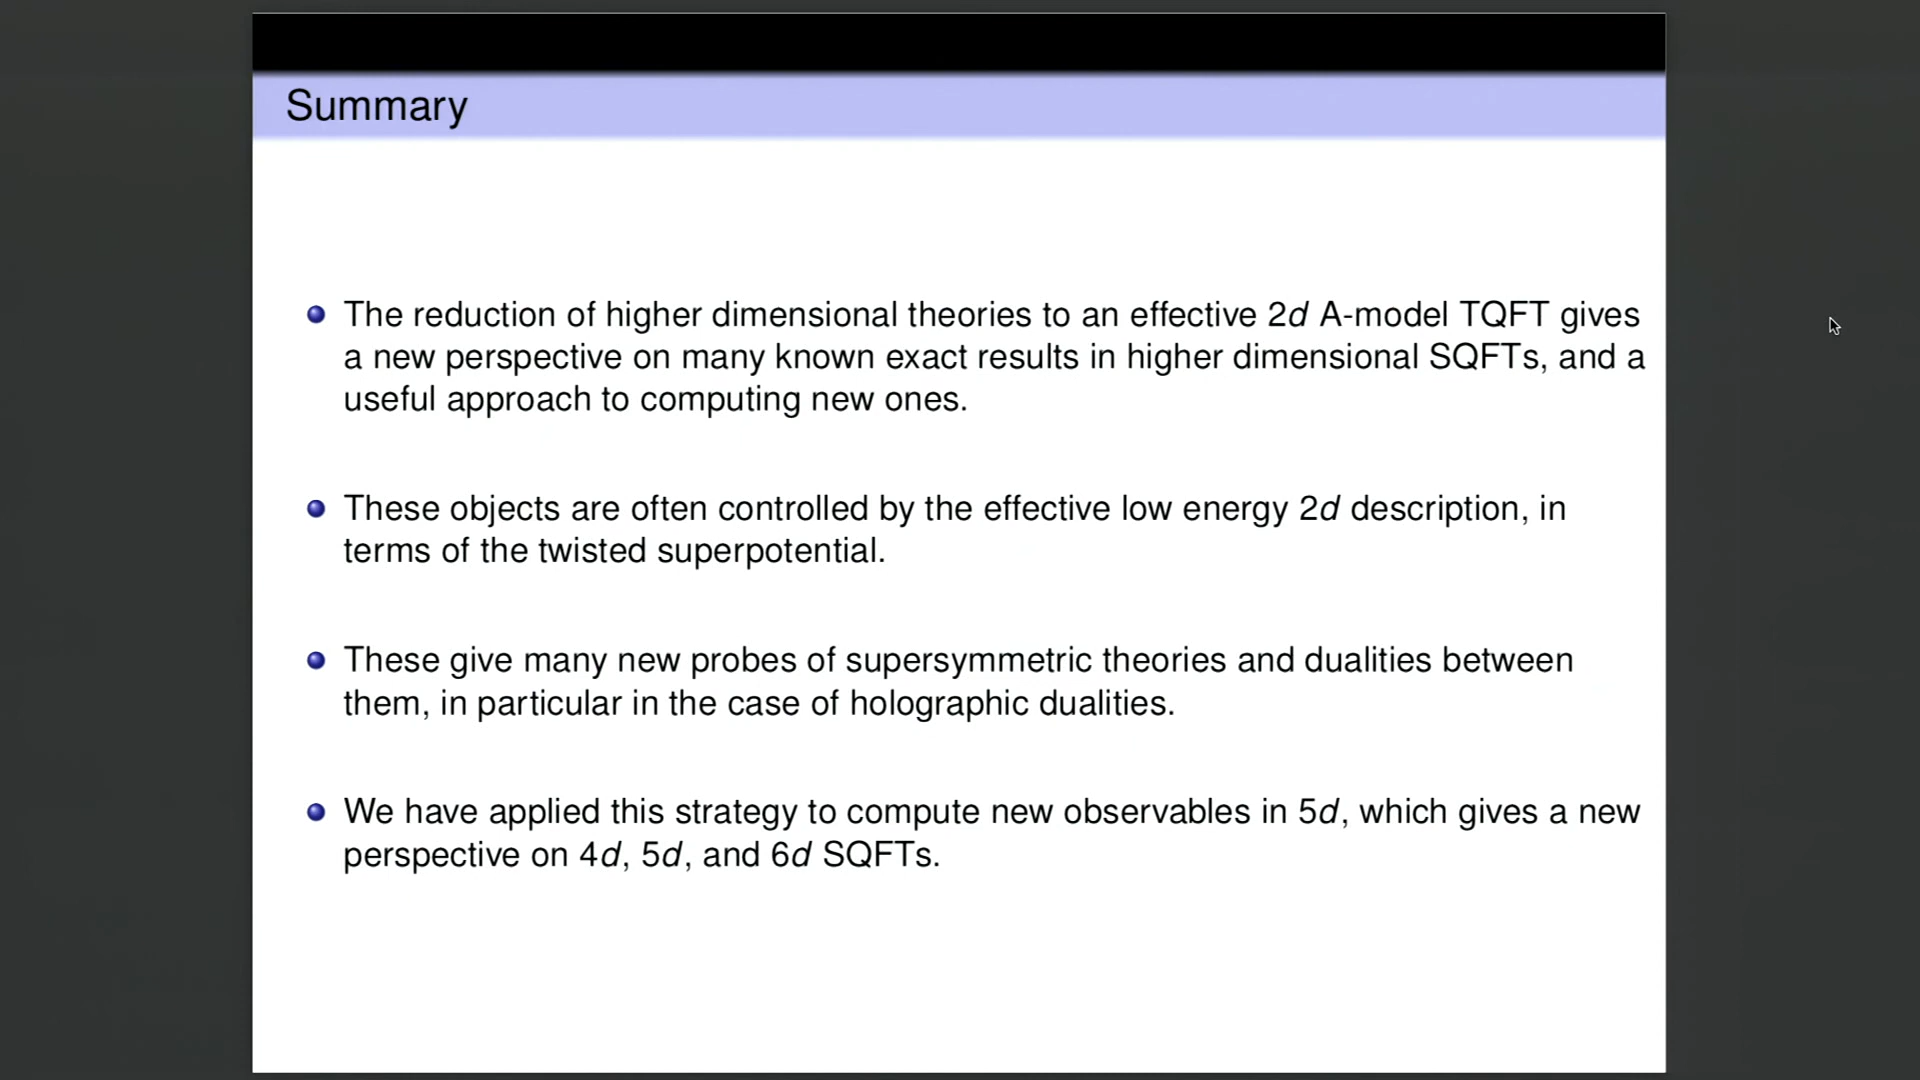 Summary
The reduction of higher dimensional theories to an effective 2d A-model TQFT gives
a new perspective on many known exact results in higher dimensional SQFTs, and a
useful approach to computing new ones.
These objects are often controlled by the effective low energy 2d description, in
terms of the twisted superpotential.
These give many new probes of supersymmetric theories and dualities between
them, in particular in the case of holographic dualities.
We have applied this strategy to compute new observables in 5d, which gives a new
perspective on 4d, 5d, and 6d SQFTs.